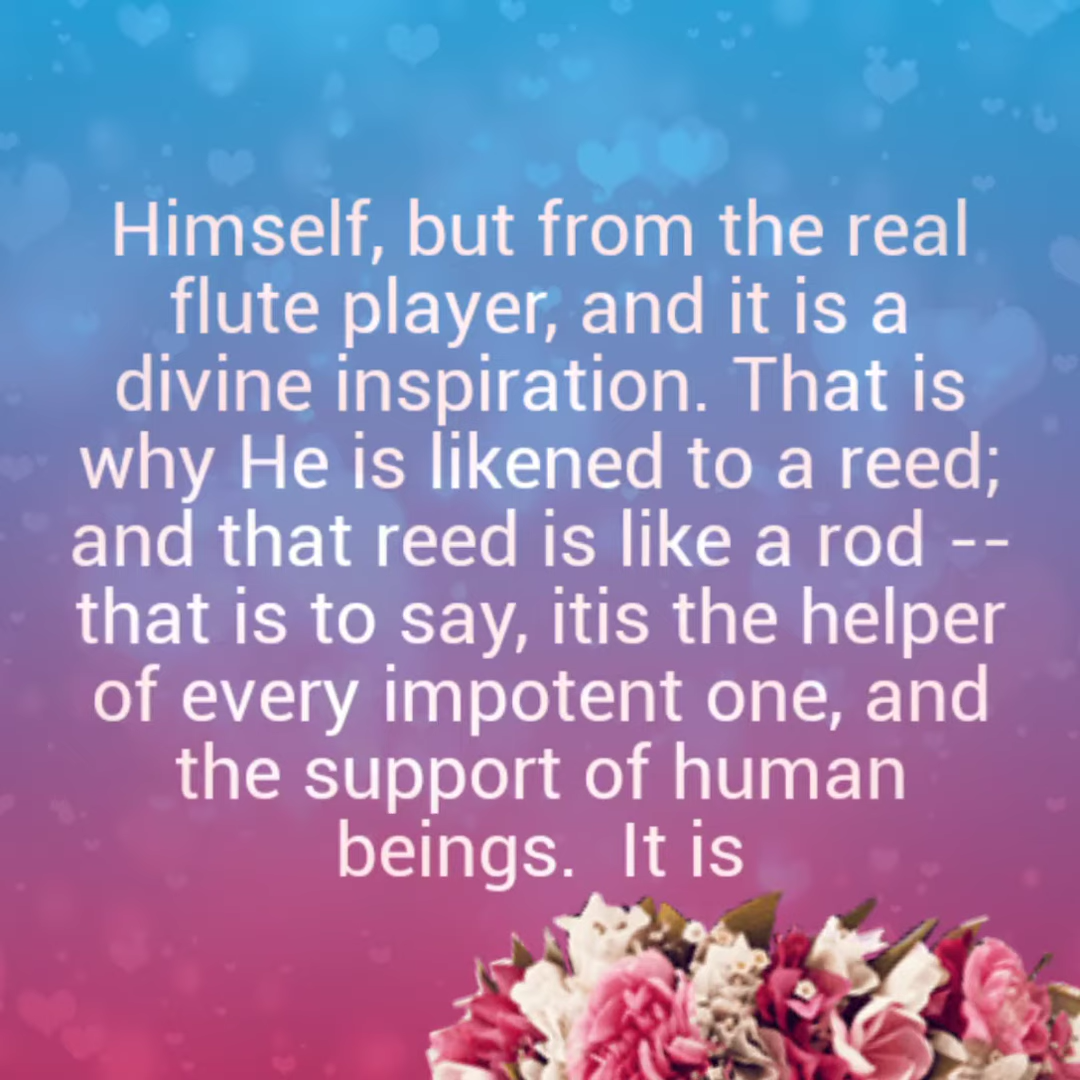 Himself, but from the real
flute player, and it is a
divine inspiration. That is
why He is likened to a reed;
and that reed is like a rod --
that is to say, itis the helper
of every impotent one, and
the support of human
beings.  It is